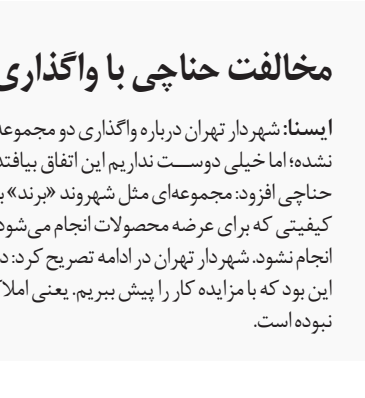 مخالفت حناچی با واگذاری
ایسنا: شهردار تهران درباره واگذاری دو مجموعه
نشده؛ اما خیلی دوست نداریم این اتفاق بیافتد
حناچی افزود: مجموعه‌ای مثل شهروند «برند»
کیفیتی که برای عرضه محصولات انجام می‌شود
انجام نشود. شهردار تهران در ادامه تصریح کرد:
این بود که با مزایده کار را پیش ببریم. یعنی
نبوده است.